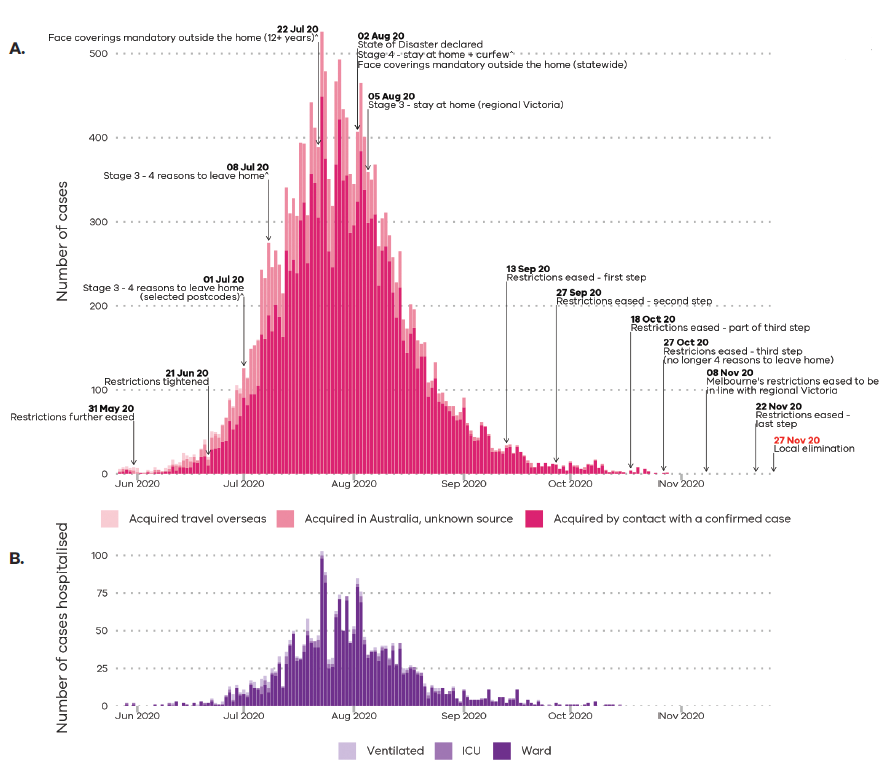 A.
Number of cases
500
400
300
200
100
0
22 Jul 20
Face coverings mandatory outside the home (12+ years)^
02 Aug 20
State of Disaster declared
Stage 4 - stay at home + curfew^
Face coverings mandatory outside the home (statewide)
05 Aug 20
Stage 3 - stay at home (regional Victoria)
08 Jul 20
Stage 3 - 4 reasons to leave home^
01 Jul 20
Stage 3 - 4 reasons to leave home
(selected postcodes)^
21 Jun 20
Restrictions tightened
31 May 20
Restrictions further eased
13 Sep 20
Restrictions eased - first step
27 Sep 20
Restrictions eased - second step
18 Oct 20
Restrictions eased - part of third step
27 Oct 20
Restricions eased - third step
(no longer 4 reasons to leave home)
08 Nov 20
Melbourne's restrictions eased to be
in line with regional Victoria
22 Nov 20
Restrictions eased -
last step
27 Nov 20
Local elimination
Jun 2020
Jul 2020
Aug 2020
Sep 2020
Oct 2020
Nov 2020
Acquired travel overseas
Acquired in Australia, unknown source
Acquired by contact with a confirmed case
B.
Number of cases hospitalised
100
75
50
25
0
Jun 2020
Jul 2020
Aug 2020
Sep 2020
Oct 2020
Nov 2020
Ventilated
ICU
Ward